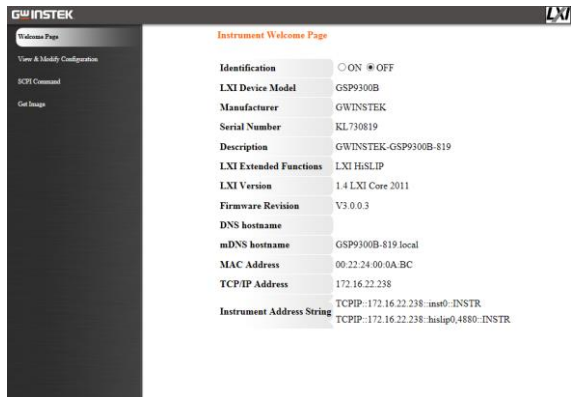 GWINSTEK
LXI
Welcome Page
View & Modify Configuration
SCPI Command
Get Image
Instrument Welcome Page
Identification ON OFF
LXI Device Model GSP9300B
Manufacturer GWINSTEK
Serial Number KL730819
Description GWINSTEK-GSP9300B-819
LXI Extended Functions LXI HiSLIP
LXI Version 1.4 LXI Core 2011
Firmware Revision V3.0.0.3
DNS hostname
mDNS hostname GSP9300B-819.local
MAC Address 00:22:24:00:0A:BC
TCP/IP Address 172.16.22.238
Instrument Address String TCPIP::172.16.22.238::inst0::INSTR
TCPIP::172.16.22.238::hislip0,4880::INSTR